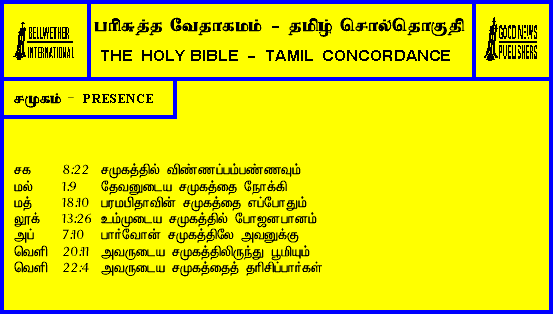 BELLWETHER
INTERNATIONAL
பரிசுத்த வேதாகமம் - தமிழ் சொல்தொகுதி
THE HOLY BIBLE - TAMIL CONCORDANCE
GOOD NEWS
PUBLISHERS
சமுகம் - PRESENCE
சக 8:22 சமுகத்தில் விண்ணப்பம்பண்ணவும்
மல் 1:9 தேவனுடைய சமுகத்தை நோக்கி
மத் 18:10 பரமபிதாவின் சமுகத்தை எப்போதும்
லூக் 13:26 உம்முடைய சமுகத்தில் போஜனபானம்
அப் 7:10 பார்வோன் சமுகத்திலே அவனுக்கு
வெளி 20:11 அவருடைய சமுகத்திலிருந்து பூமியும்
வெளி 22:4 அவருடைய சமுகத்தைத் தரிசிப்பார்கள்